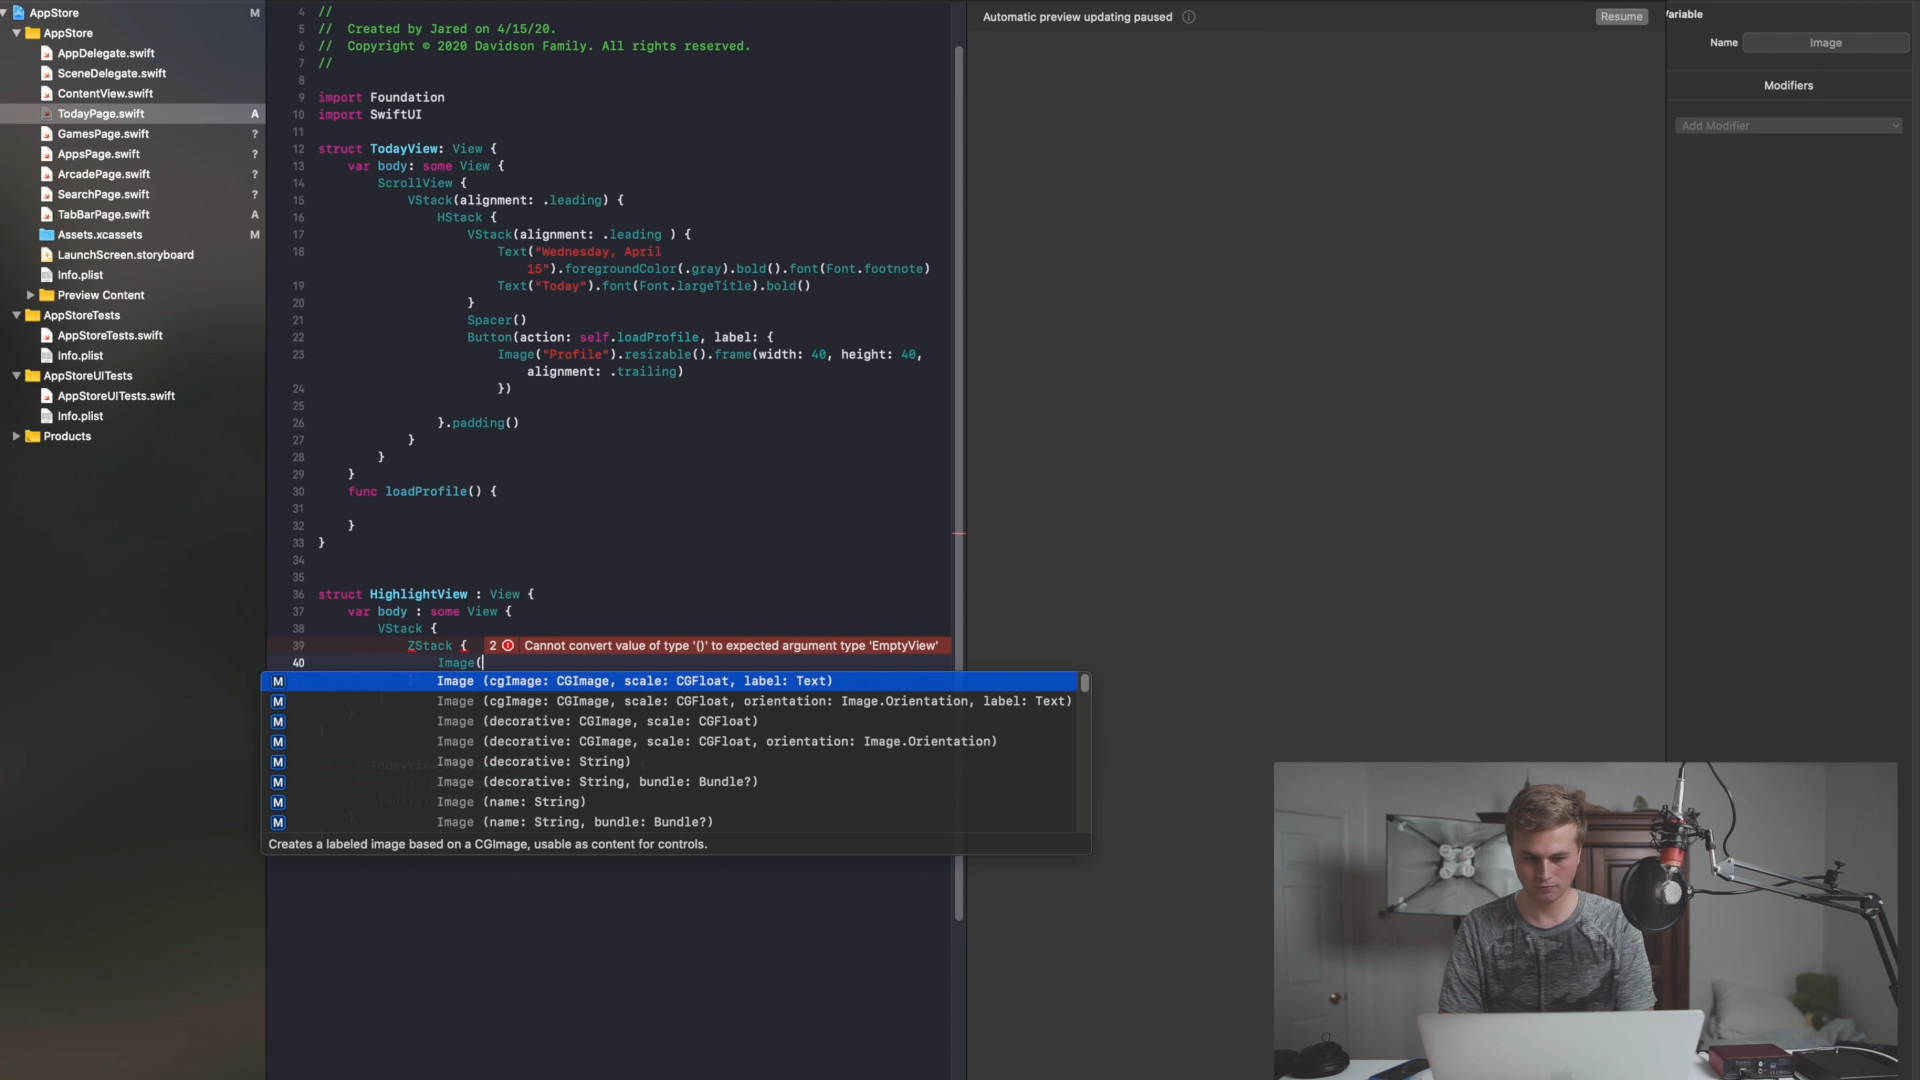 AppStore M
AppStore
AppDelegate.swift
SceneDelegate.swift
ContentView.swift
TodayPage.swift A
GamesPage.swift ?
AppsPage.swift ?
ArcadePage.swift ?
SearchPage.swift ?
TabBarPage.swift A
Assets.xcassets M
LaunchScreen.storyboard
Info.plist
Preview Content
AppStoreTests
AppStoreTests.swift
Info.plist
AppStoreUITests
AppStoreUITests.swift
Info.plist
Products
4 //
5 // Created by Jared on 4/15/20.
6 // Copyright © 2020 Davidson Family. All rights reserved.
7 //
8
9 import Foundation
10 import SwiftUI
11
12 struct TodayView: View {
13 var body: some View {
14 ScrollView {
15 VStack(alignment: .leading) {
16 HStack {
17 VStack(alignment: .leading ) {
18 Text("Wednesday, April
15").foregroundColor(.gray).bold().font(Font.footnote)
19 Text("Today").font(Font.largeTitle).bold()
20 }
21 Spacer()
22 Button(action: self.loadProfile, label: {
23 Image("Profile").resizable().frame(width: 40, height: 40,
alignment: .trailing)
24 })
25
26 }.padding()
27 }
28 }
29 }
30 func loadProfile() {
31
32 }
33 }
34
35
36 struct HighlightView : View {
37 var body : some View {
38 VStack {
39 ZStack { 2 Cannot convert value of type '()' to expected argument type 'EmptyView'
40 Image(
M Image (cgImage: CGImage, scale: CGFloat, label: Text)
M Image (cgImage: CGImage, scale: CGFloat, orientation: Image.Orientation, label: Text)
M Image (decorative: CGImage, scale: CGFloat)
M Image (decorative: CGImage, scale: CGFloat, orientation: Image.Orientation)
M Image (decorative: String)
M Image (decorative: String, bundle: Bundle?)
M Image (name: String)
M Image (name: String, bundle: Bundle?)
Creates a labeled image based on a CGImage, usable as content for controls.
Automatic preview updating paused
Resume
Variable
Name Image
Modifiers
Add Modifier